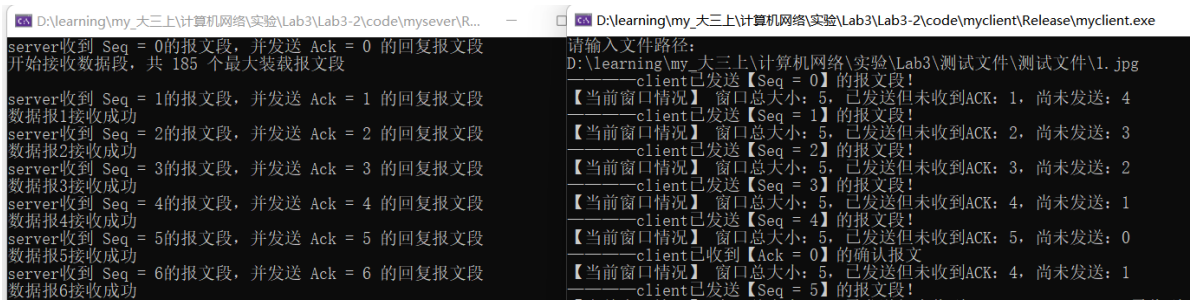 D:\learning\my_大三上\计算机网络\实验\Lab3\Lab3-2\code\mysever\R...
server收到 Seq = 0的报文段，并发送 Ack = 0 的回复报文段
开始接收数据段，共 185 个最大装载报文段
server收到 Seq = 1的报文段，并发送 Ack = 1 的回复报文段
数据报1接收成功
server收到 Seq = 2的报文段，并发送 Ack = 2 的回复报文段
数据报2接收成功
server收到 Seq = 3的报文段，并发送 Ack = 3 的回复报文段
数据报3接收成功
server收到 Seq = 4的报文段，并发送 Ack = 4 的回复报文段
数据报4接收成功
server收到 Seq = 5的报文段，并发送 Ack = 5 的回复报文段
数据报5接收成功
server收到 Seq = 6的报文段，并发送 Ack = 6 的回复报文段
数据报6接收成功
D:\learning\my_大三上\计算机网络\实验\Lab3\Lab3-2\code\myclient\Release\myclient.exe
请输入文件路径：
D:\learning\my_大三上\计算机网络\实验\Lab3\测试文件\测试文件\1.jpg
————client已发送【Seq = 0】的报文段！
【当前窗口情况】 窗口总大小：5，已发送但未收到ACK：1，尚未发送：4
————client已发送【Seq = 1】的报文段！
【当前窗口情况】 窗口总大小：5，已发送但未收到ACK：2，尚未发送：3
————client已发送【Seq = 2】的报文段！
【当前窗口情况】 窗口总大小：5，已发送但未收到ACK：3，尚未发送：2
————client已发送【Seq = 3】的报文段！
【当前窗口情况】 窗口总大小：5，已发送但未收到ACK：4，尚未发送：1
————client已发送【Seq = 4】的报文段！
【当前窗口情况】 窗口总大小：5，已发送但未收到ACK：5，尚未发送：0
————client已收到【Ack = 0】的确认报文
【当前窗口情况】 窗口总大小：5，已发送但未收到ACK：4，尚未发送：1
————client已发送【Seq = 5】的报文段！